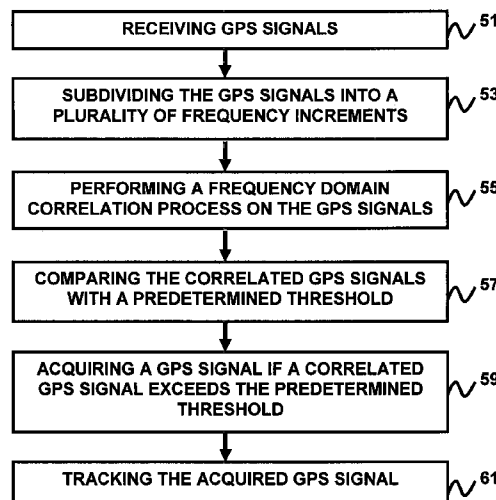 RECEIVING GPS SIGNALS
51
SUBDIVIDING THE GPS SIGNALS INTO A
PLURALITY OF FREQUENCY INCREMENTS
53
PERFORMING A FREQUENCY DOMAIN
CORRELATION PROCESS ON THE GPS SIGNALS
55
COMPARING THE CORRELATED GPS SIGNALS
WITH A PREDETERMINED THRESHOLD
57
ACQUIRING A GPS SIGNAL IF A CORRELATED
GPS SIGNAL EXCEEDS THE PREDETERMINED
THRESHOLD
59
TRACKING THE ACQUIRED GPS SIGNAL
61